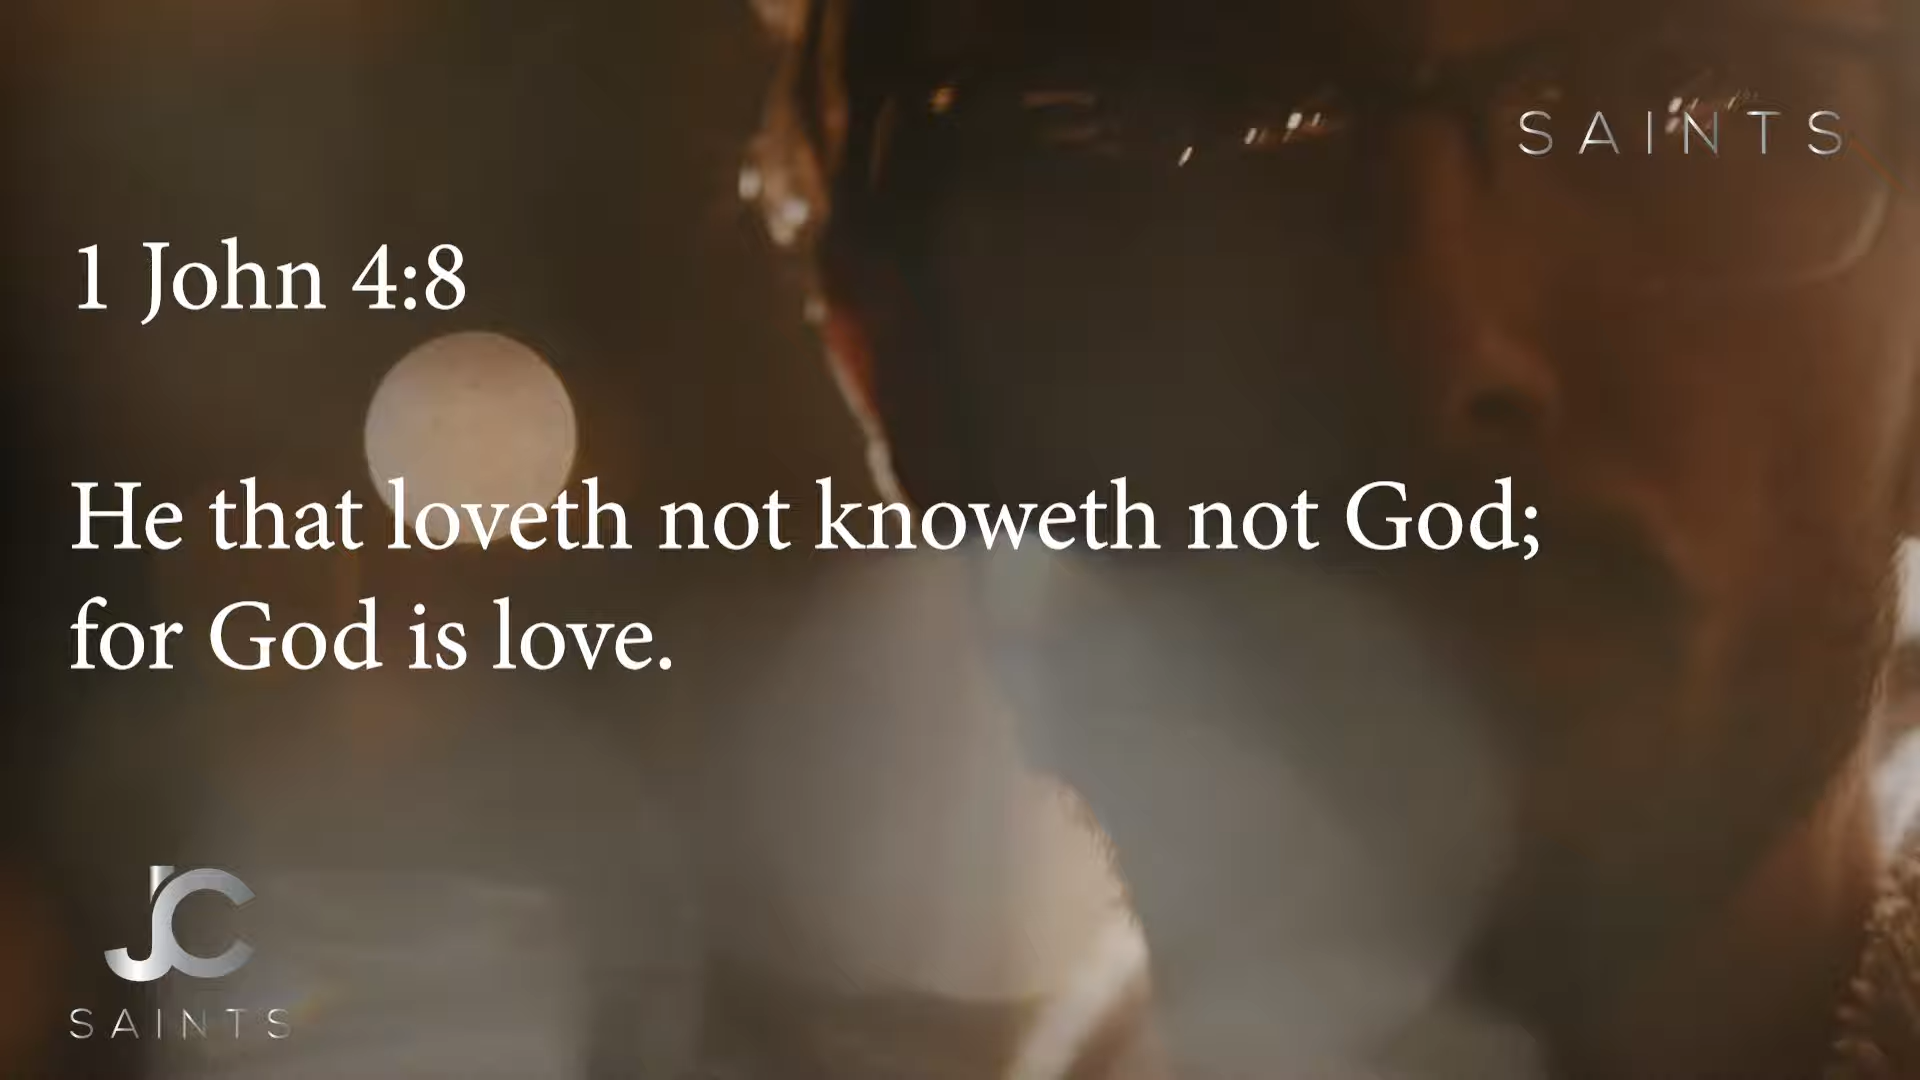 SAINTS
1 John 4:8
He that loveth not knoweth not God;
for God is love.
JC
SAINTS